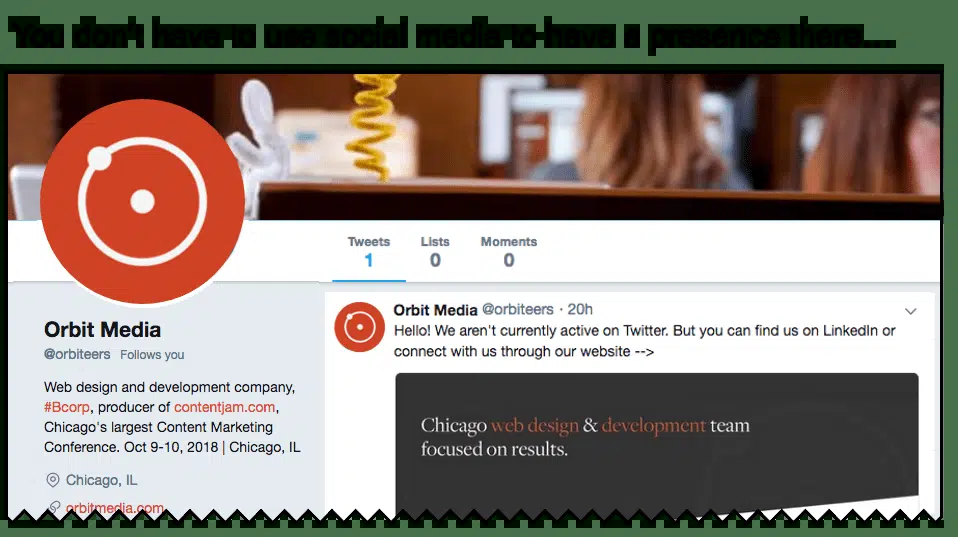 You don't have to use social media to have a presence there...
Tweets Lists Moments
1 0 0
Orbit Media @orbiteers · 20h
Hello! We aren't currently active on Twitter. But you can find us on LinkedIn or
connect with us through our website -->
Chicago web design & development team
focused on results.
Orbit Media
@orbiteers Follows you
Web design and development company,
#Bcorp, producer of contentjam.com,
Chicago's largest Content Marketing
Conference. Oct 9-10, 2018 | Chicago, IL
Chicago, IL
orbitmedia.com